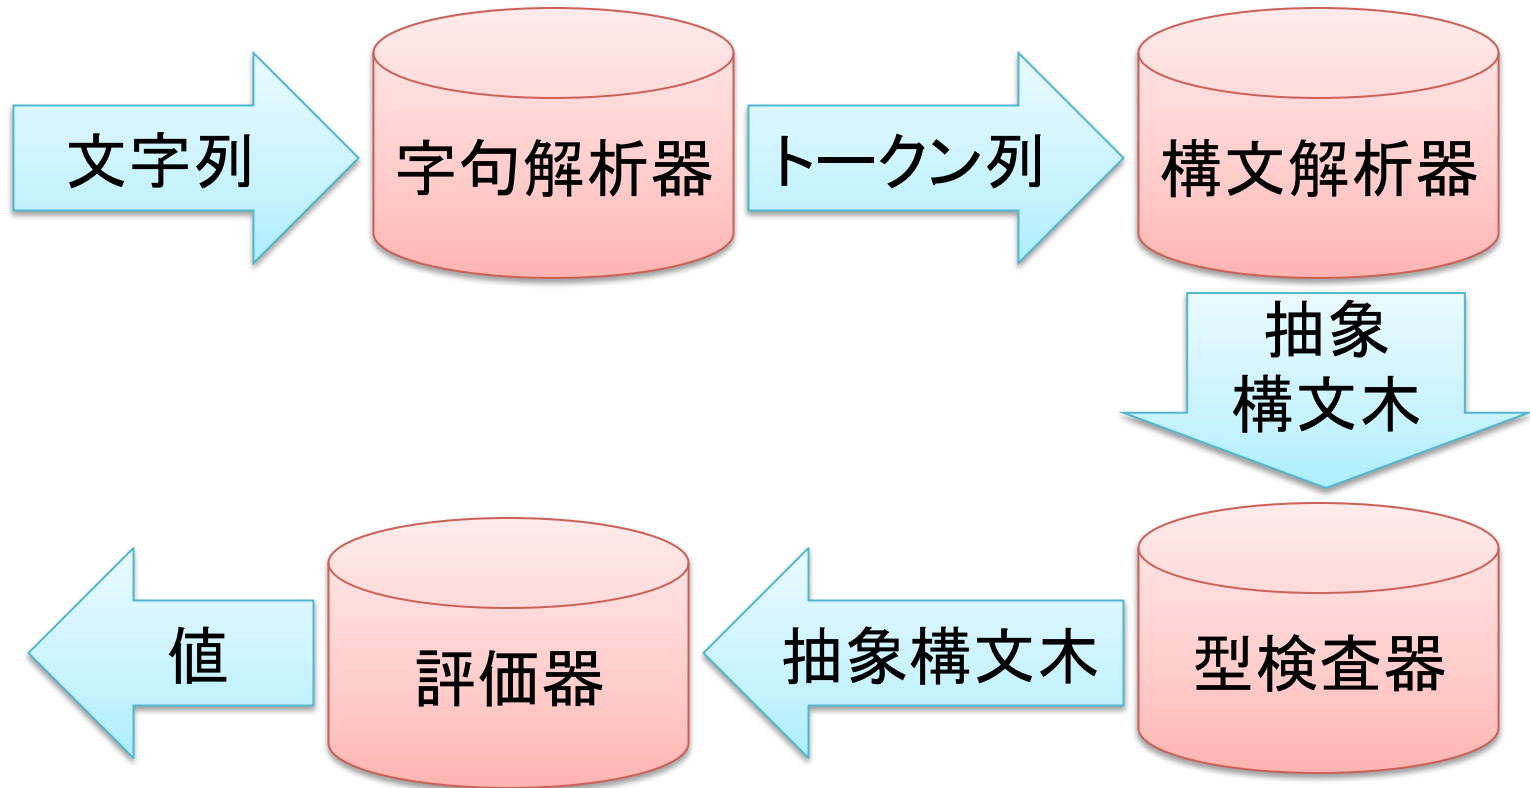 文字列
字句解析器
トークン列
構文解析器
抽象
構文木
型検査器
抽象構文木
評価器
値